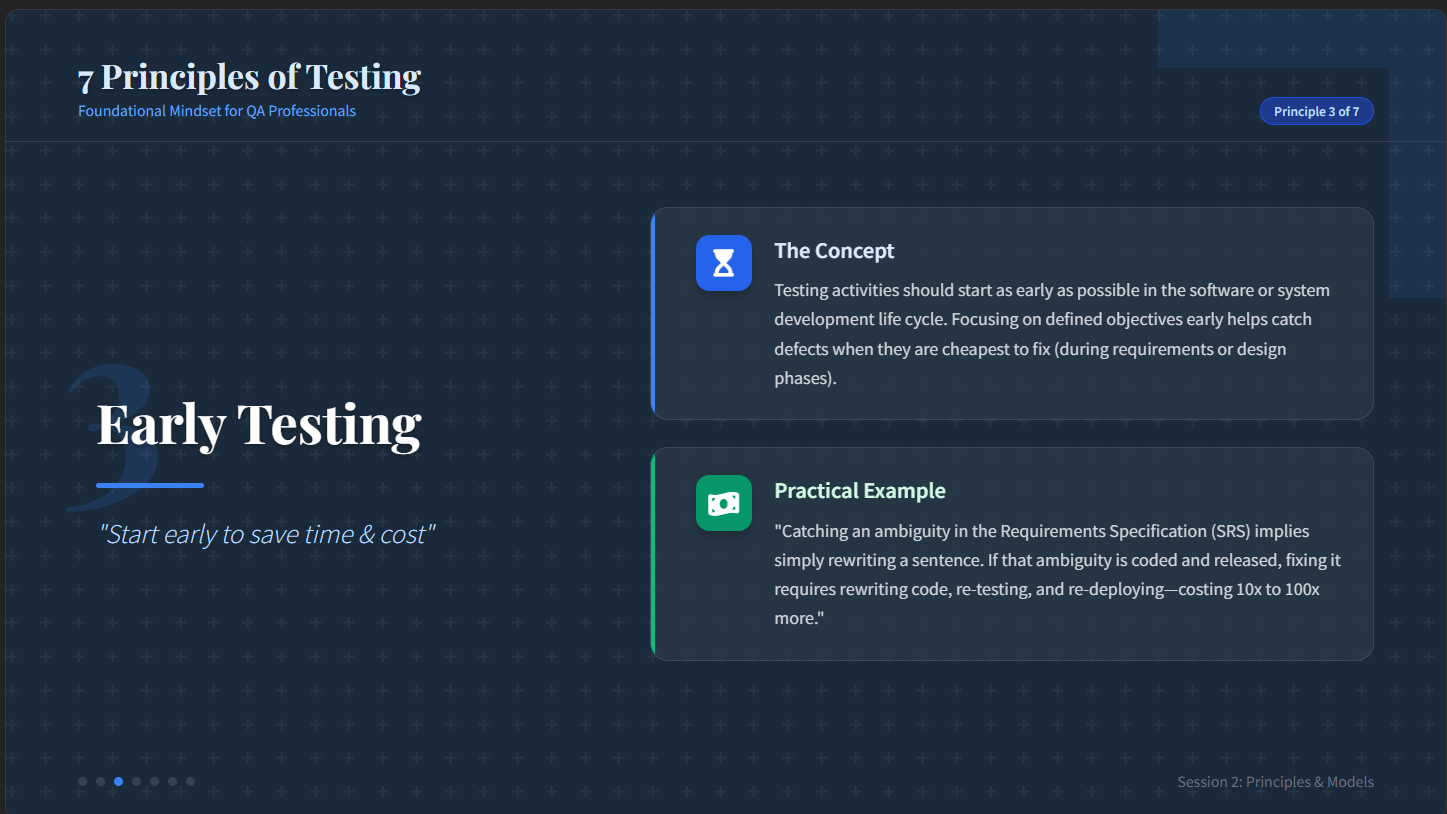 7 Principles of Testing
Foundational Mindset for QA Professionals
Principle 3 of 7
3
Early Testing
"Start early to save time & cost"
The Concept
Testing activities should start as early as possible in the software or system
development life cycle. Focusing on defined objectives early helps catch
defects when they are cheapest to fix (during requirements or design
phases).
Practical Example
"Catching an ambiguity in the Requirements Specification (SRS) implies
simply rewriting a sentence. If that ambiguity is coded and released, fixing it
requires rewriting code, re-testing, and re-deploying—costing 10x to 100x
more."
Session 2: Principles & Models